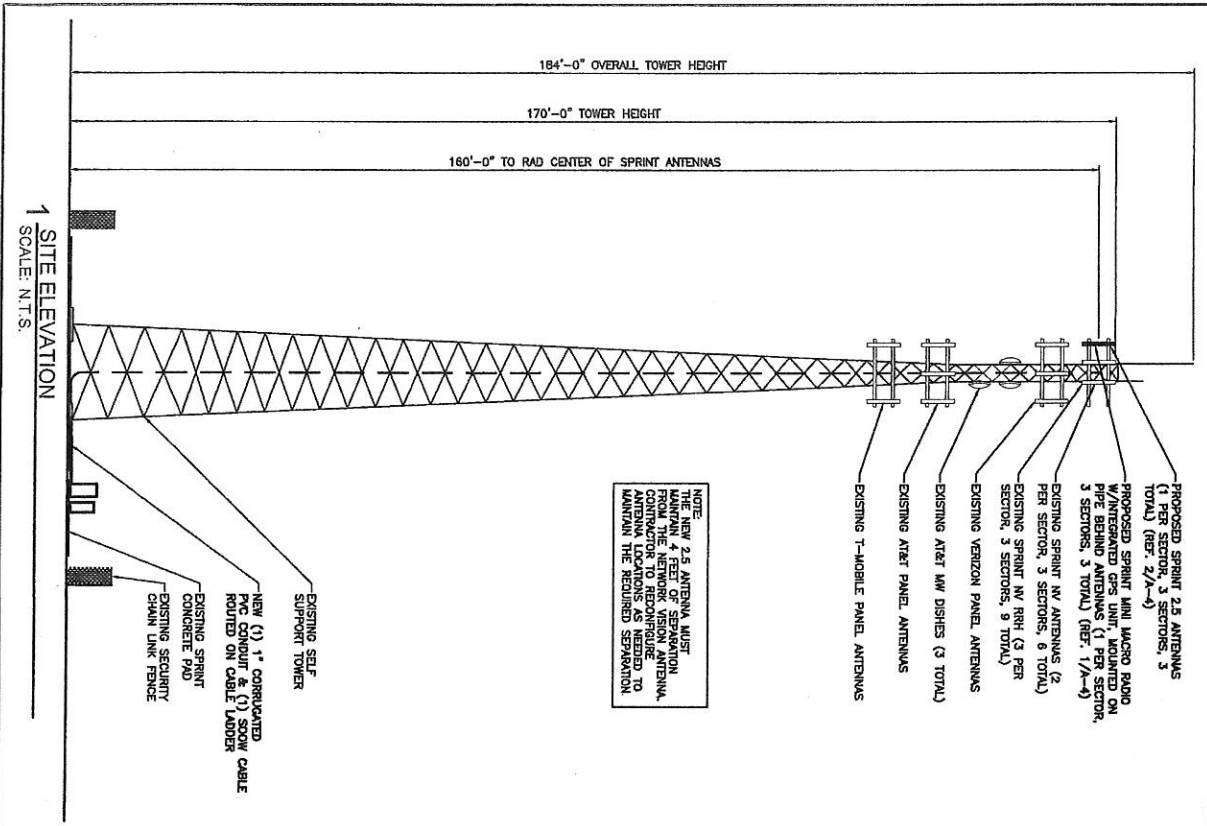 184'-0" OVERALL TOWER HEIGHT
170'-0" TOWER HEIGHT
160'-0" TO RAD CENTER OF SPRINT ANTENNAS
PROPOSED SPRINT 2.5 ANTENNAS
(1 PER SECTOR, 3 SECTORS, 3
TOTAL) (REF. 2/A-4)
PROPOSED SPRINT MINI MACRO RADIO
W/INTEGRATED GPS UNIT, MOUNTED ON
PIPE BEHIND ANTENNAS (1 PER SECTOR,
3 SECTORS, 3 TOTAL) (REF. 1/A-4)
EXISTING SPRINT NV ANTENNAS (2
PER SECTOR, 3 SECTORS, 6 TOTAL)
EXISTING SPRINT NV RRH (3 PER
SECTOR, 3 SECTORS, 9 TOTAL)
EXISTING VERIZON PANEL ANTENNAS
EXISTING AT&T MW DISHES (3 TOTAL)
EXISTING AT&T PANEL ANTENNAS
EXISTING T-MOBILE PANEL ANTENNAS
NOTE:
THE NEW 2.5 ANTENNA MUST
MAINTAIN 4 FEET OF SEPARATION
FROM THE NETWORK VISION ANTENNA.
CONTRACTOR TO RECONFIGURE
ANTENNA LOCATIONS AS NEEDED TO
MAINTAIN THE REQUIRED SEPARATION.
EXISTING SELF
SUPPORT TOWER
NEW (1) 1" CORRUGATED
PVC CONDUIT & (1) SOOW CABLE
ROUTED ON CABLE LADDER
EXISTING SPRINT
CONCRETE PAD
EXISTING SECURITY
CHAIN LINK FENCE
1 SITE ELEVATION
SCALE: N.T.S.